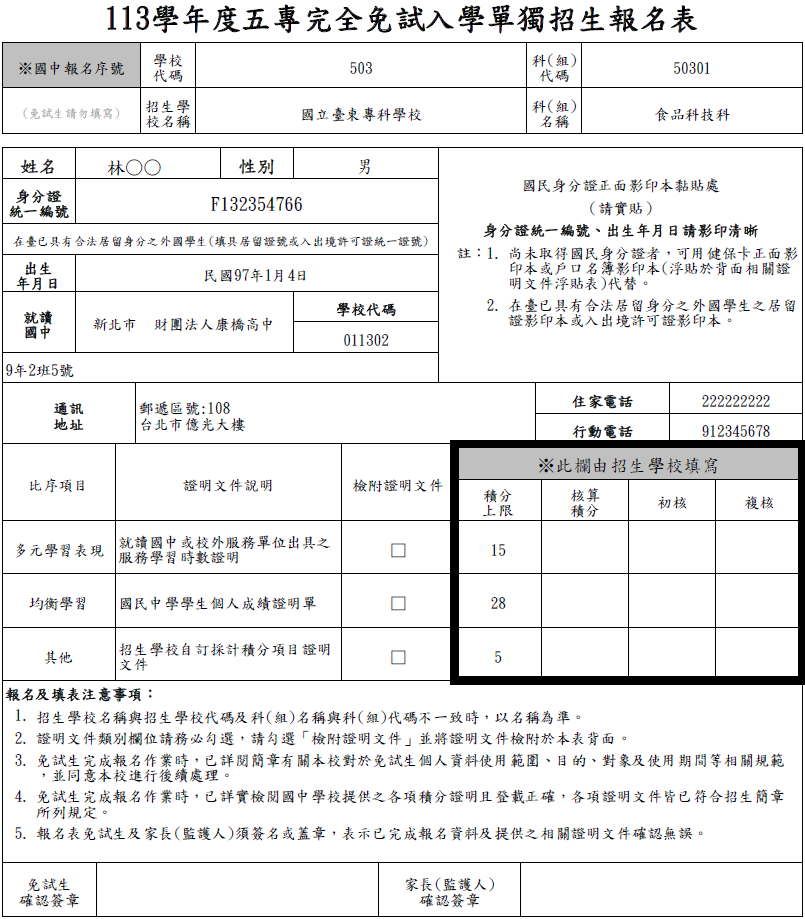 113學年度五專完全免試入學單獨招生報名表
※國中報名序號
學校
代碼
503
科(組)
代碼
50301
(免試生請勿填寫)
招生學
校名稱
國立臺東專科學校
科(組)
名稱
食品科技科
姓名
林○○
性別
男
身分證
統一編號
F132354766
在臺已具有合法居留身分之外國學生(填具居留證號或入出境許可證統一證號)
出生
年月日
民國97年1月4日
就讀
國中
新北市 財團法人康橋高中
學校代碼
011302
9年2班5號
國民身分證正面影印本黏貼處
(請實貼)
身分證統一編號、出生年月日請影印清晰
註：1. 尚未取得國民身分證者，可用健保卡正面影
印本或戶口名簿影印本(浮貼於背面相關證
明文件浮貼表)代替。
2. 在臺已具有合法居留身分之外國學生之居留
證影印本或入出境許可證影印本。
通訊
地址
郵遞區號:108
台北市億光大樓
住家電話
222222222
行動電話
912345678
比序項目
證明文件說明
檢附證明文件
※此欄由招生學校填寫
積分
上限
核算
積分
初核
複核
多元學習表現
就讀國中或校外服務單位出具之
服務學習時數證明
□
15
均衡學習
國民中學學生個人成績證明單
□
28
其他
招生學校自訂採計積分項目證明
文件
□
5
報名及填表注意事項：
1. 招生學校名稱與招生學校代碼及科(組)名稱與科(組)代碼不一致時，以名稱為準。
2. 證明文件類別欄位請務必勾選，請勾選「檢附證明文件」並將證明文件檢附於本表背面。
3. 免試生完成報名作業時，已詳閱簡章有關本校對於免試生個人資料使用範圍、目的、對象及使用期間等相關規範
，並同意本校進行後續處理。
4. 免試生完成報名作業時，已詳實檢閱國中學校提供之各項積分證明且登載正確，各項證明文件皆已符合招生簡章
所列規定。
5. 報名表免試生及家長(監護人)須簽名或蓋章，表示已完成報名資料及提供之相關證明文件確認無誤。
免試生
確認簽章
家長(監護人)
確認簽章